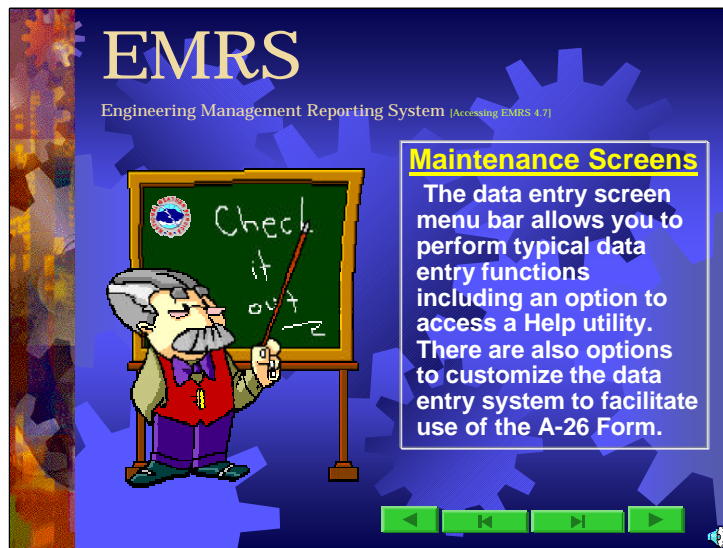 EMRS
Engineering Management Reporting System [Accessing EMRS 4.7]
Check
it
out
Maintenance Screens
The data entry screen
menu bar allows you to
perform typical data
entry functions
including an option to
access a Help utility.
There are also options
to customize the data
entry system to facilitate
use of the A-26 Form.